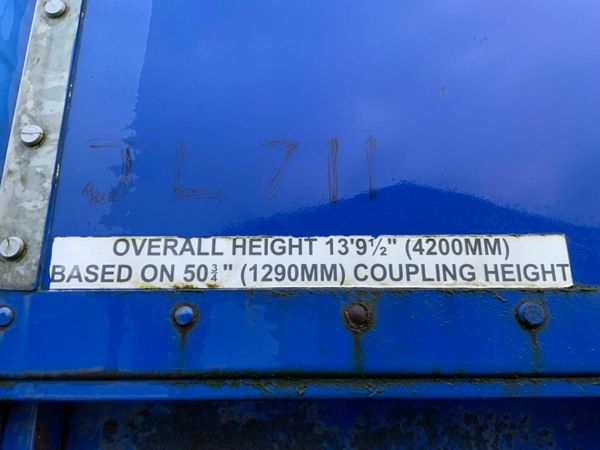 JL711
OVERALL HEIGHT 13'9½" (4200MM)
BASED ON 50¾" (1290MM) COUPLING HEIGHT